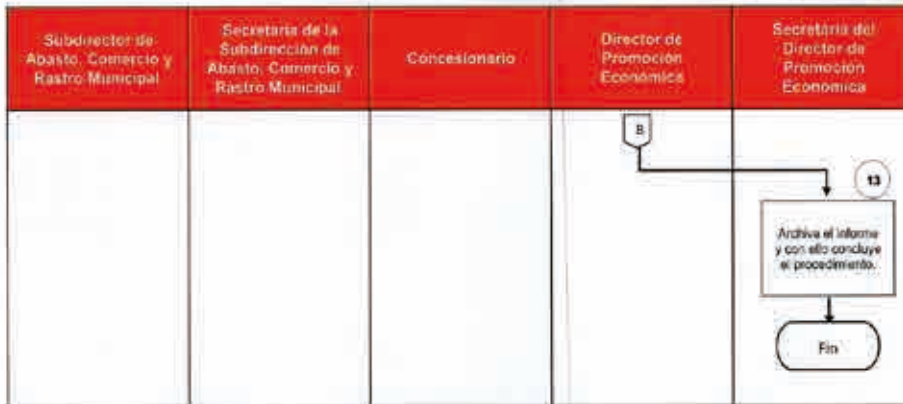 Subdirector de
Abasto, Comercio y
Rastro Municipal
Secretaria de la
Subdirección de
Abasto, Comercio y
Rastro Municipal
Concesionario
Director de
Promoción
Económica
Secretaria del
Director de
Promoción
Económica
B
13
Archiva el informe
y con ello concluye
el procedimiento.
Fin